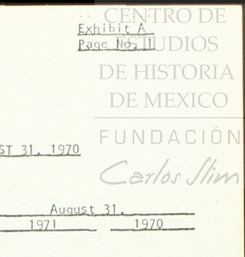 CENTRO DE
ESTUDIOS
DE HISTORIA
DE MEXICO
FUNDACIÓN
Carlos Slim
Exhibit A
Page No. 1
ST 31, 1970
August 31,
1971 1970